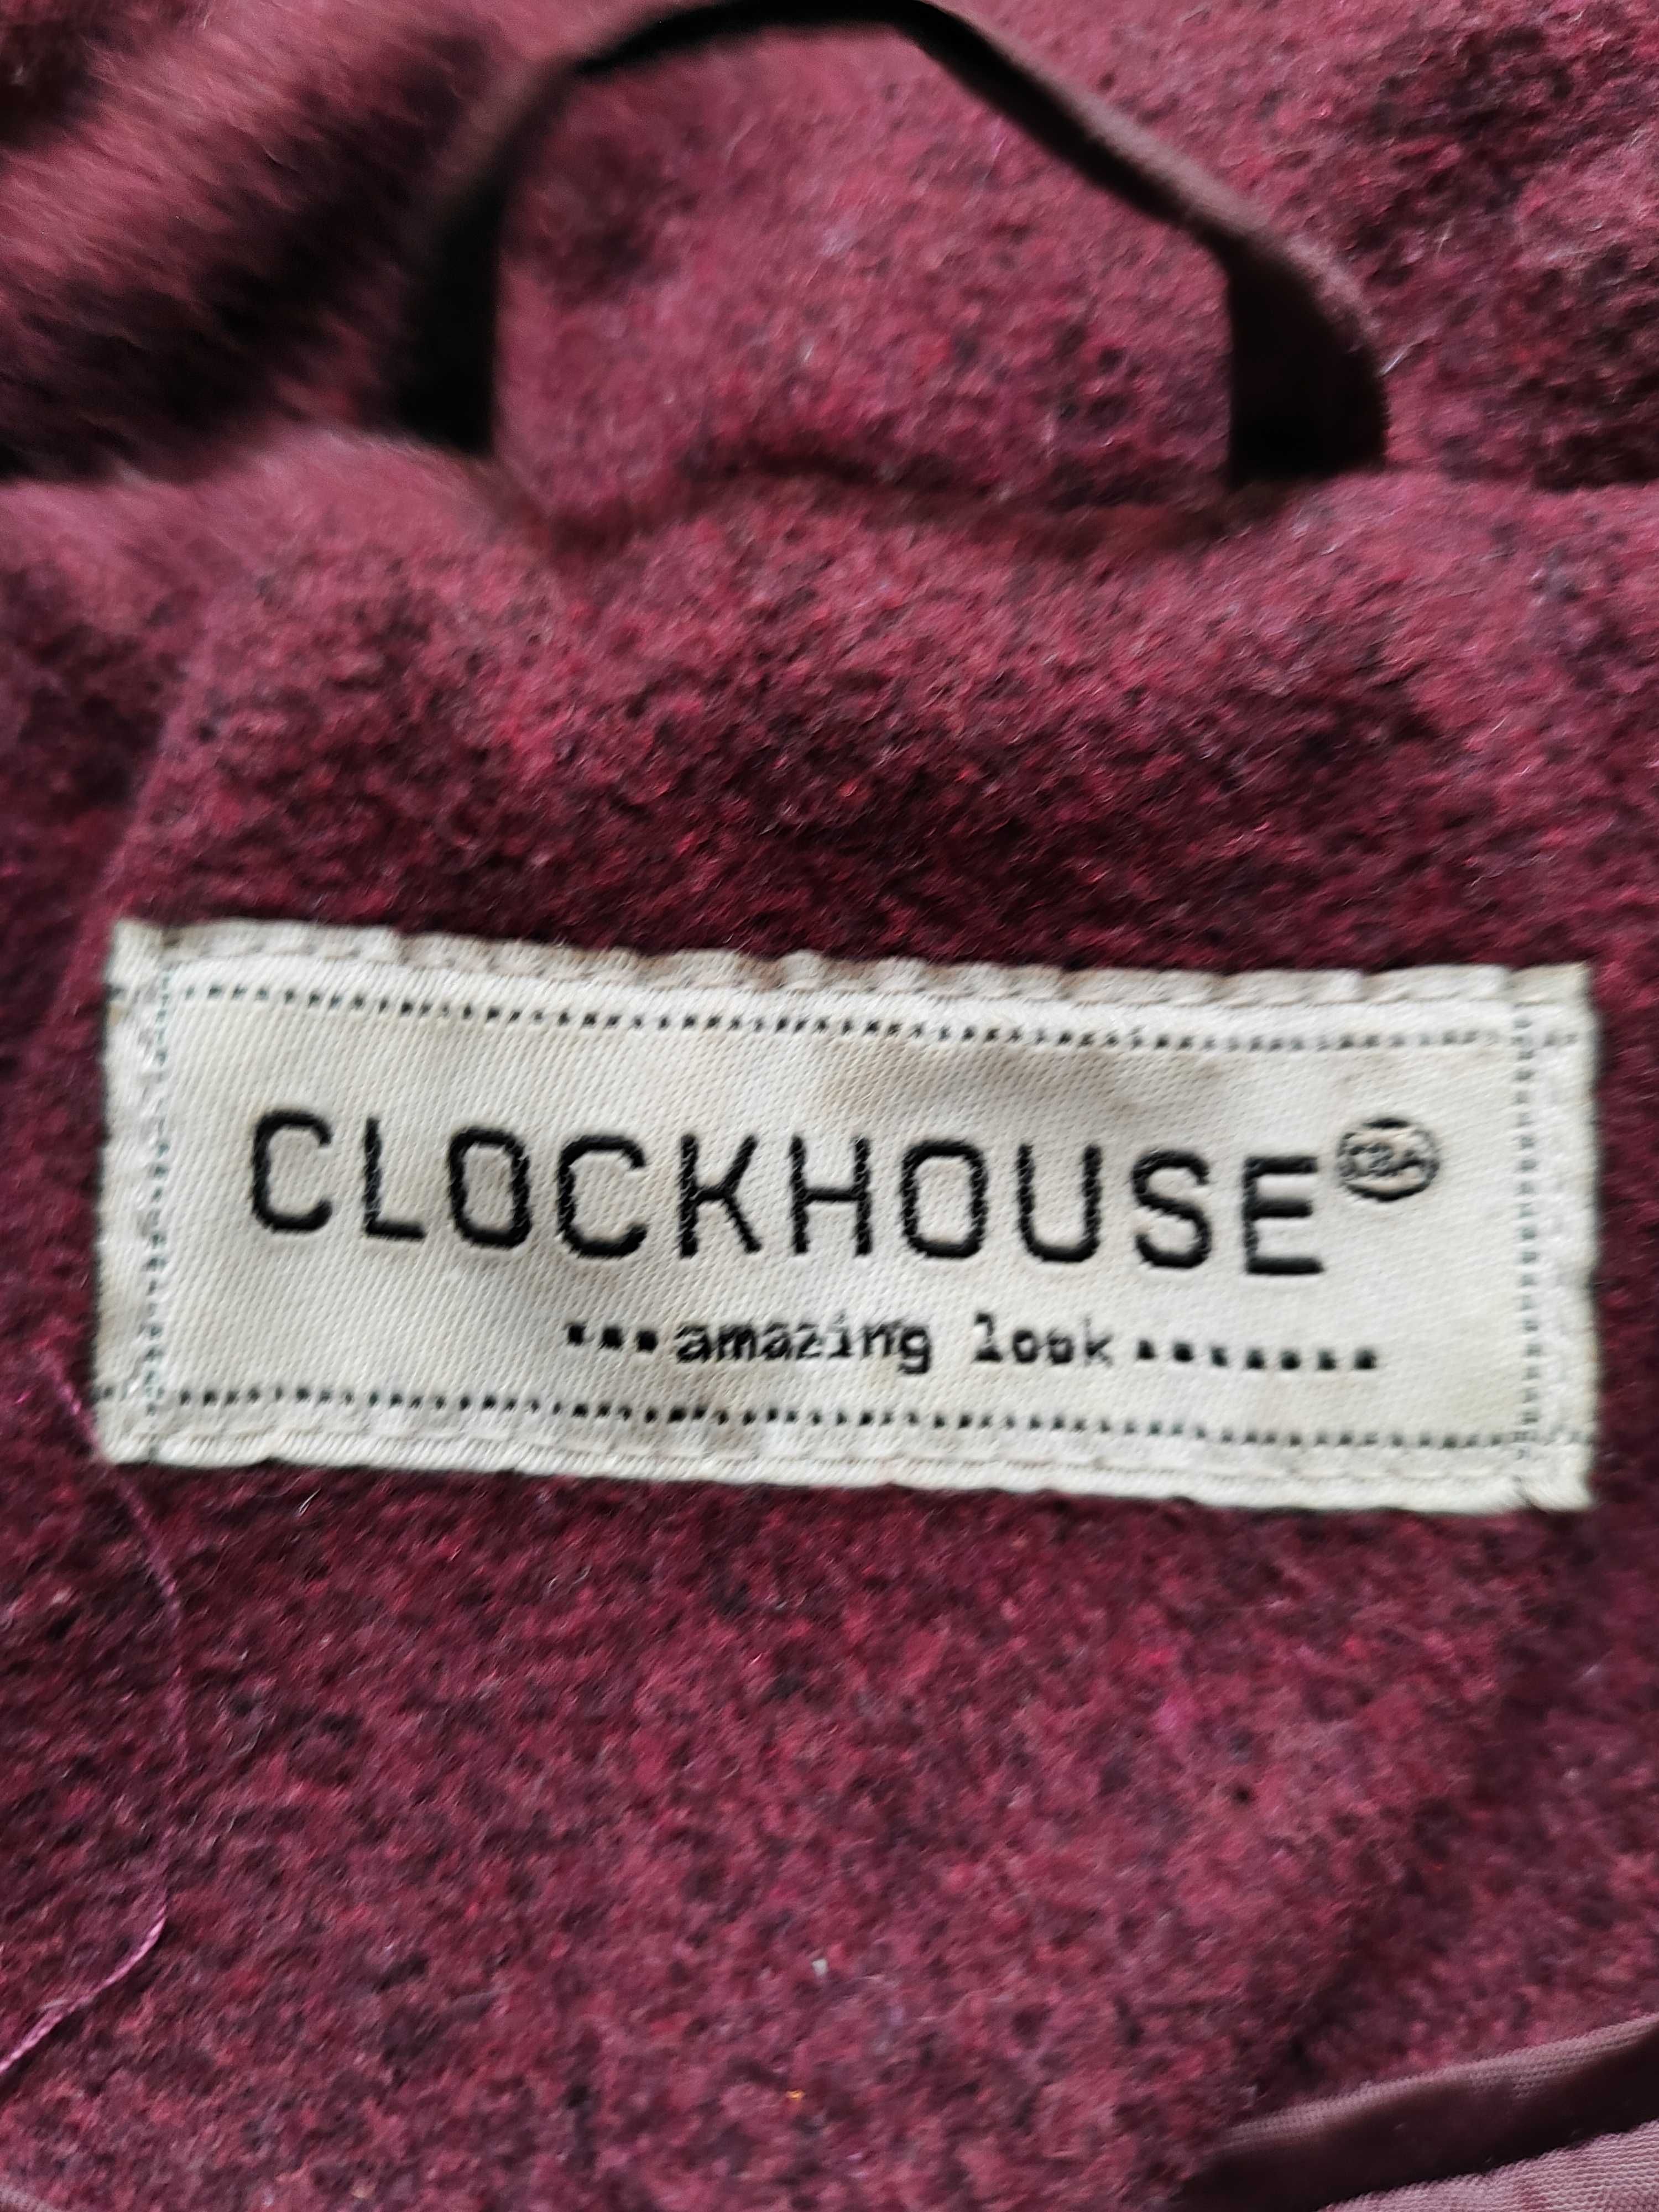 CLOCKHOUSE C&A
...amazing look.......